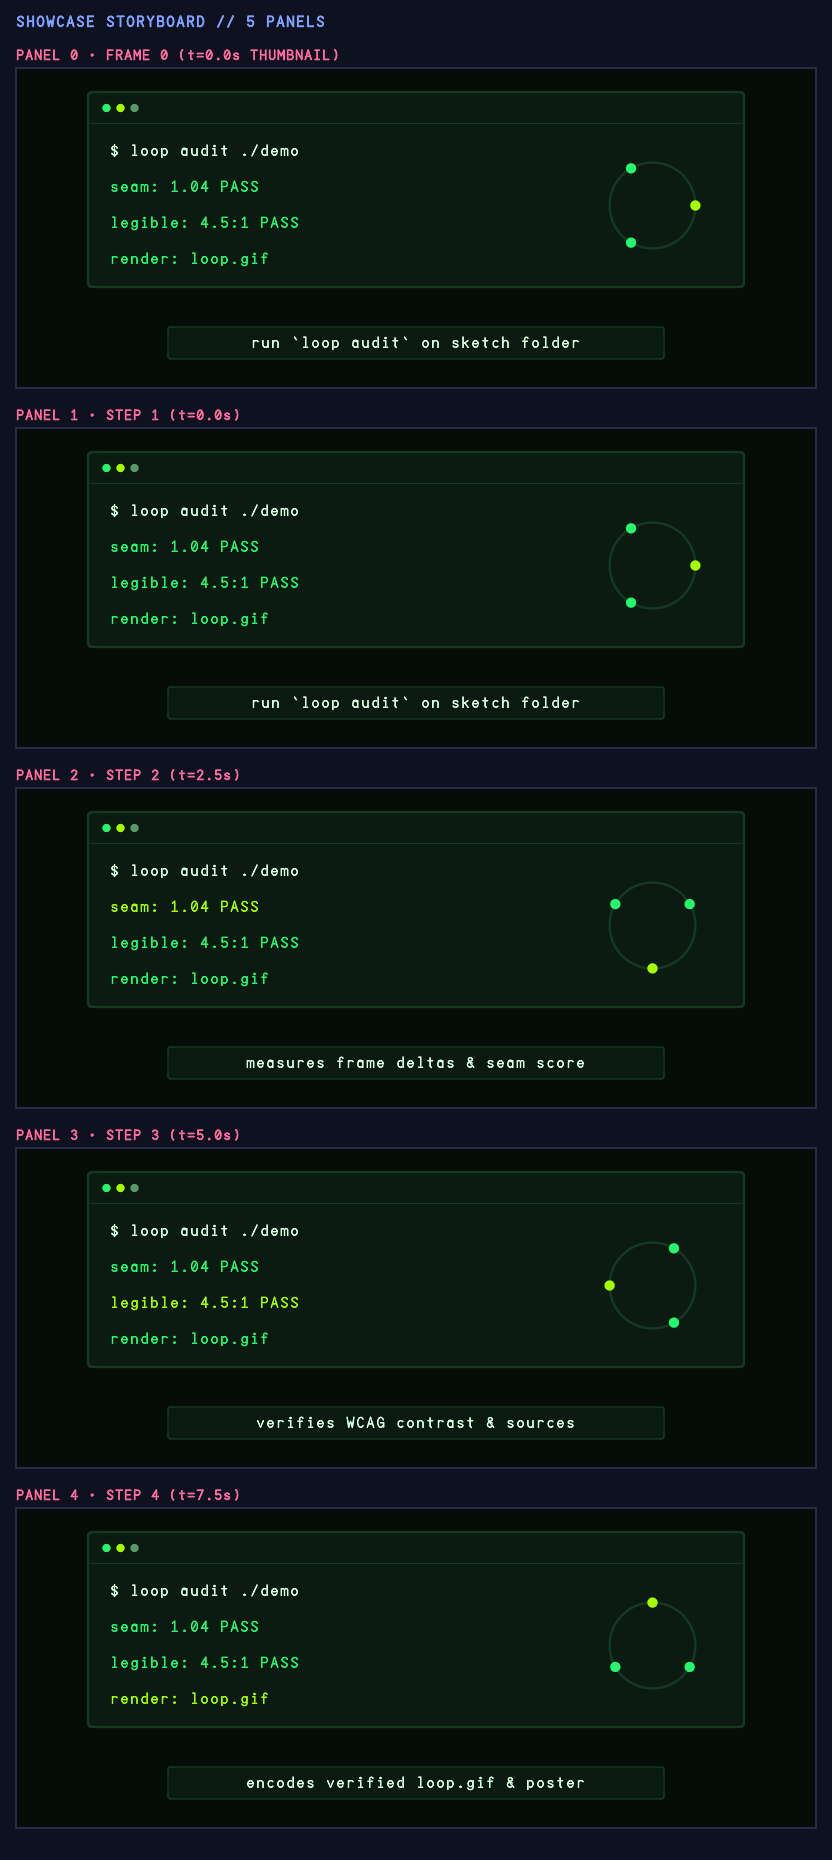 SHOWCASE STORYBOARD // 5 PANELS
PANEL 0 · FRAME 0 (t=0.0s THUMBNAIL)
$ loop audit ./demo
seam: 1.04 PASS
legible: 4.5:1 PASS
render: loop.gif
run `loop audit` on sketch folder
PANEL 1 · STEP 1 (t=0.0s)
$ loop audit ./demo
seam: 1.04 PASS
legible: 4.5:1 PASS
render: loop.gif
run `loop audit` on sketch folder
PANEL 2 · STEP 2 (t=2.5s)
$ loop audit ./demo
seam: 1.04 PASS
legible: 4.5:1 PASS
render: loop.gif
measures frame deltas & seam score
PANEL 3 · STEP 3 (t=5.0s)
$ loop audit ./demo
seam: 1.04 PASS
legible: 4.5:1 PASS
render: loop.gif
verifies WCAG contrast & sources
PANEL 4 · STEP 4 (t=7.5s)
$ loop audit ./demo
seam: 1.04 PASS
legible: 4.5:1 PASS
render: loop.gif
encodes verified loop.gif & poster